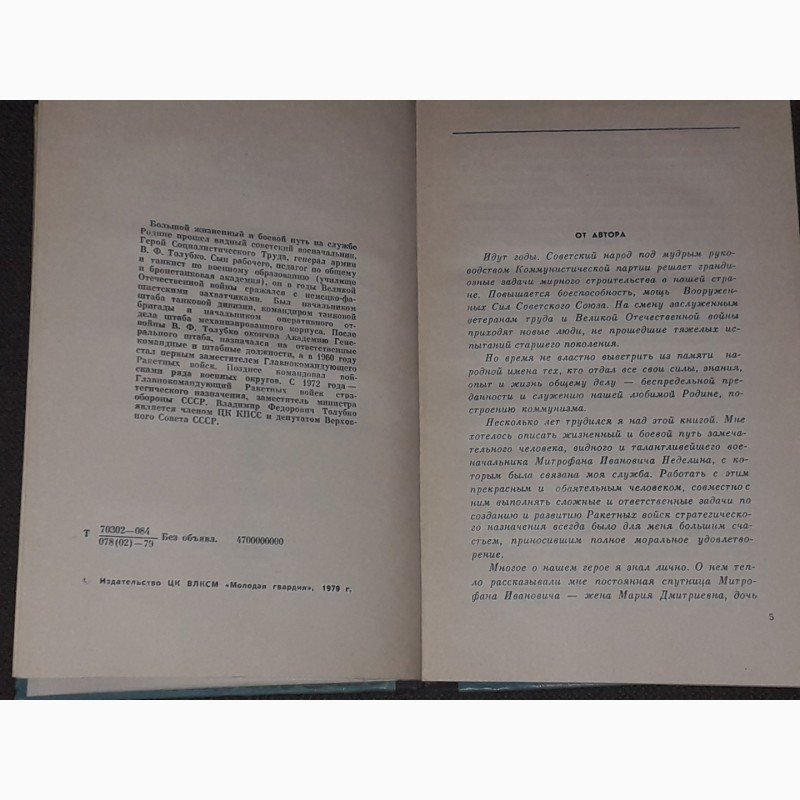 Большой жизненный и боевой путь на службе
Родине прошел видный советский военачальник,
Герой Социалистического Труда, генерал армии
В. Ф. Толубко. Сын рабочего, педагог по общему
и танкист по военному образованию (училище
и бронетанковая академия), он в годы Великой
Отечественной войны сражался с немецко-фа-
шистскими захватчиками. Был начальником
штаба танковой дивизии, командиром танковой
бригады и начальником оперативного от-
дела штаба механизированного корпуса. После
войны В. Ф. Толубко окончил Академию Гене-
рального штаба, назначался на ответственные
командные и штабные должности, а в 1960 году
стал первым заместителем Главнокомандующего
Ракетных войск. Позднее командовал вой-
сками ряда военных округов. С 1972 года —
Главнокомандующий Ракетных войск стра-
тегического назначения, заместитель министра
обороны СССР. Владимир Федорович Толубко
является членом ЦК КПСС и депутатом Верхов-
ного Совета СССР.
Т 70302—084
078(02)—79 Без объявл. 4700000000
Издательство ЦК ВЛКСМ «Молодая гвардия», 1979 г.
ОТ АВТОРА
Идут годы. Советский народ под мудрым руко-
водством Коммунистической партии решает гранди-
озные задачи мирного строительства в нашей стра-
не. Повышается боеспособность, мощь Вооружен-
ных Сил Советского Союза. На смену заслуженным
ветеранам труда и Великой Отечественной войны
приходят новые люди, не прошедшие тяжелых ис-
пытаний старшего поколения.
Но время не властно выветрить из памяти народной
имена тех, кто отдал все свои силы, знания,
опыт и жизнь общему делу — беспредельной преда-
нности и служению нашей любимой Родине, по-
строению коммунизма.
Несколько лет трудился я над этой книгой. Мне
хотелось описать жизненный и боевой путь замеча-
тельного человека, видного и талантливейшего вое-
начальника Митрофана Ивановича Неделина, с ко-
торым была связана моя служба. Работать с этим
прекрасным и обаятельным человеком, совместно с
ним выполнять сложные и ответственные задачи по
созданию и развитию Ракетных войск стратегического
назначения всегда было для меня большим сча-
стьем, приносившим полное моральное удовлетво-
рение.
Многое о нашем герое я знал лично. О нем теп-
ло рассказывали мне постоянная спутница Митро-
фана Ивановича — жена Мария Дмитриевна, дочь
5